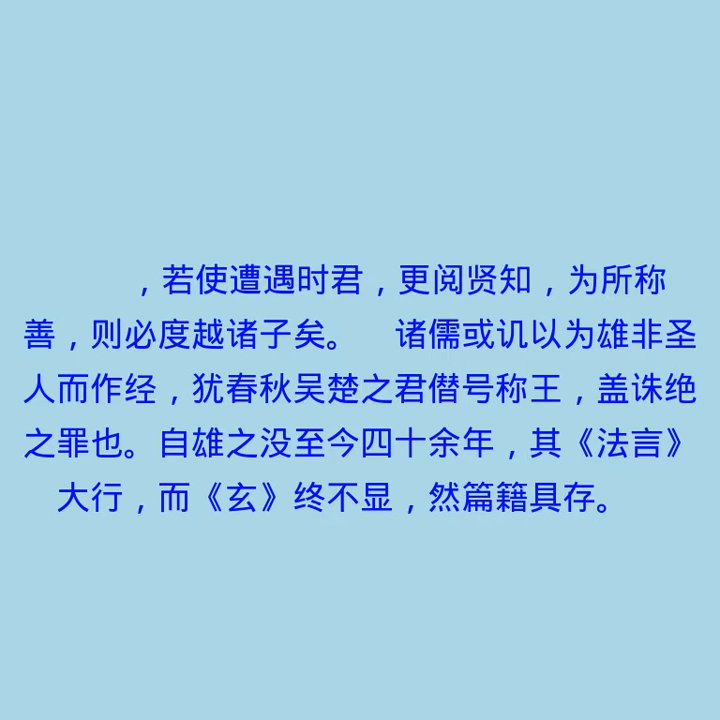 ，若使遭遇时君，更阅贤知，为所称
善，则必度越诸子矣。　诸儒或讥以为雄非圣
人而作经，犹春秋吴楚之君僭号称王，盖诛绝
之罪也。自雄之没至今四十余年，其《法言》
大行，而《玄》终不显，然篇籍具存。